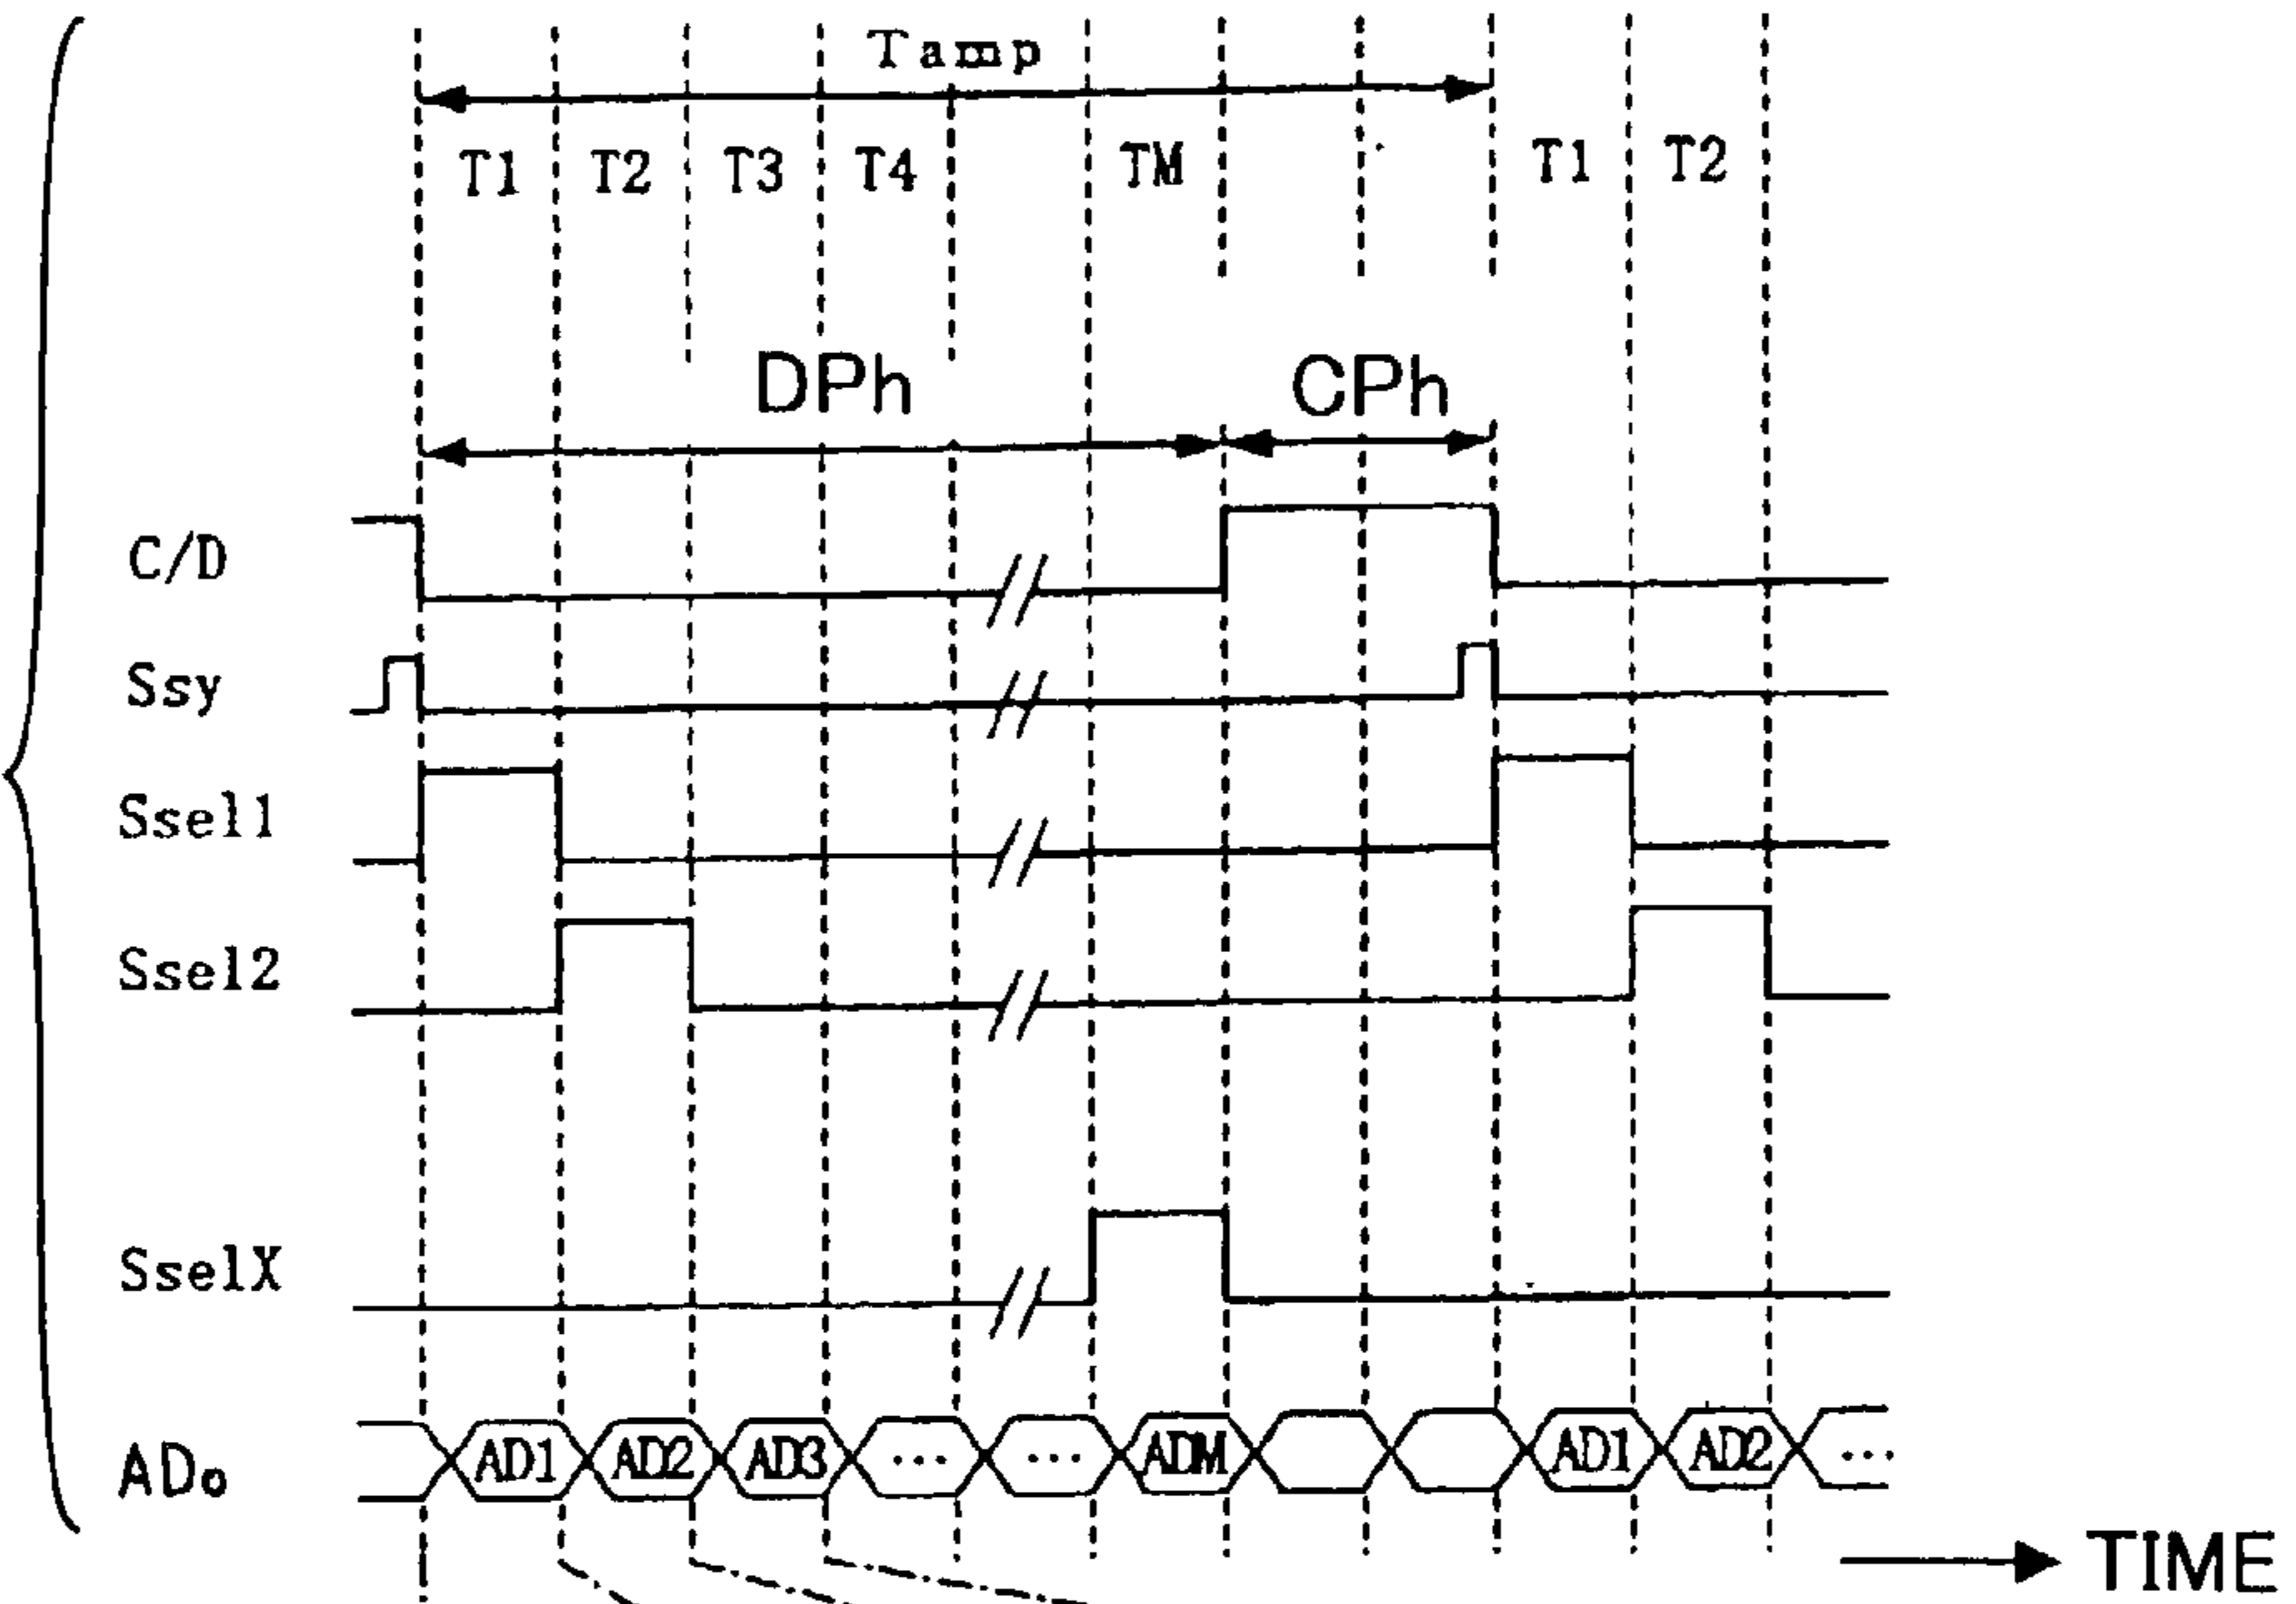 Tamp
T1 T2 T3 T4 TM T1 T2
DPh CPh
C/D
Ssy
Ssel1
Ssel2
SselX
ADo AD1 AD2 AD3 ... ... ADM AD1 AD2 ...
TIME